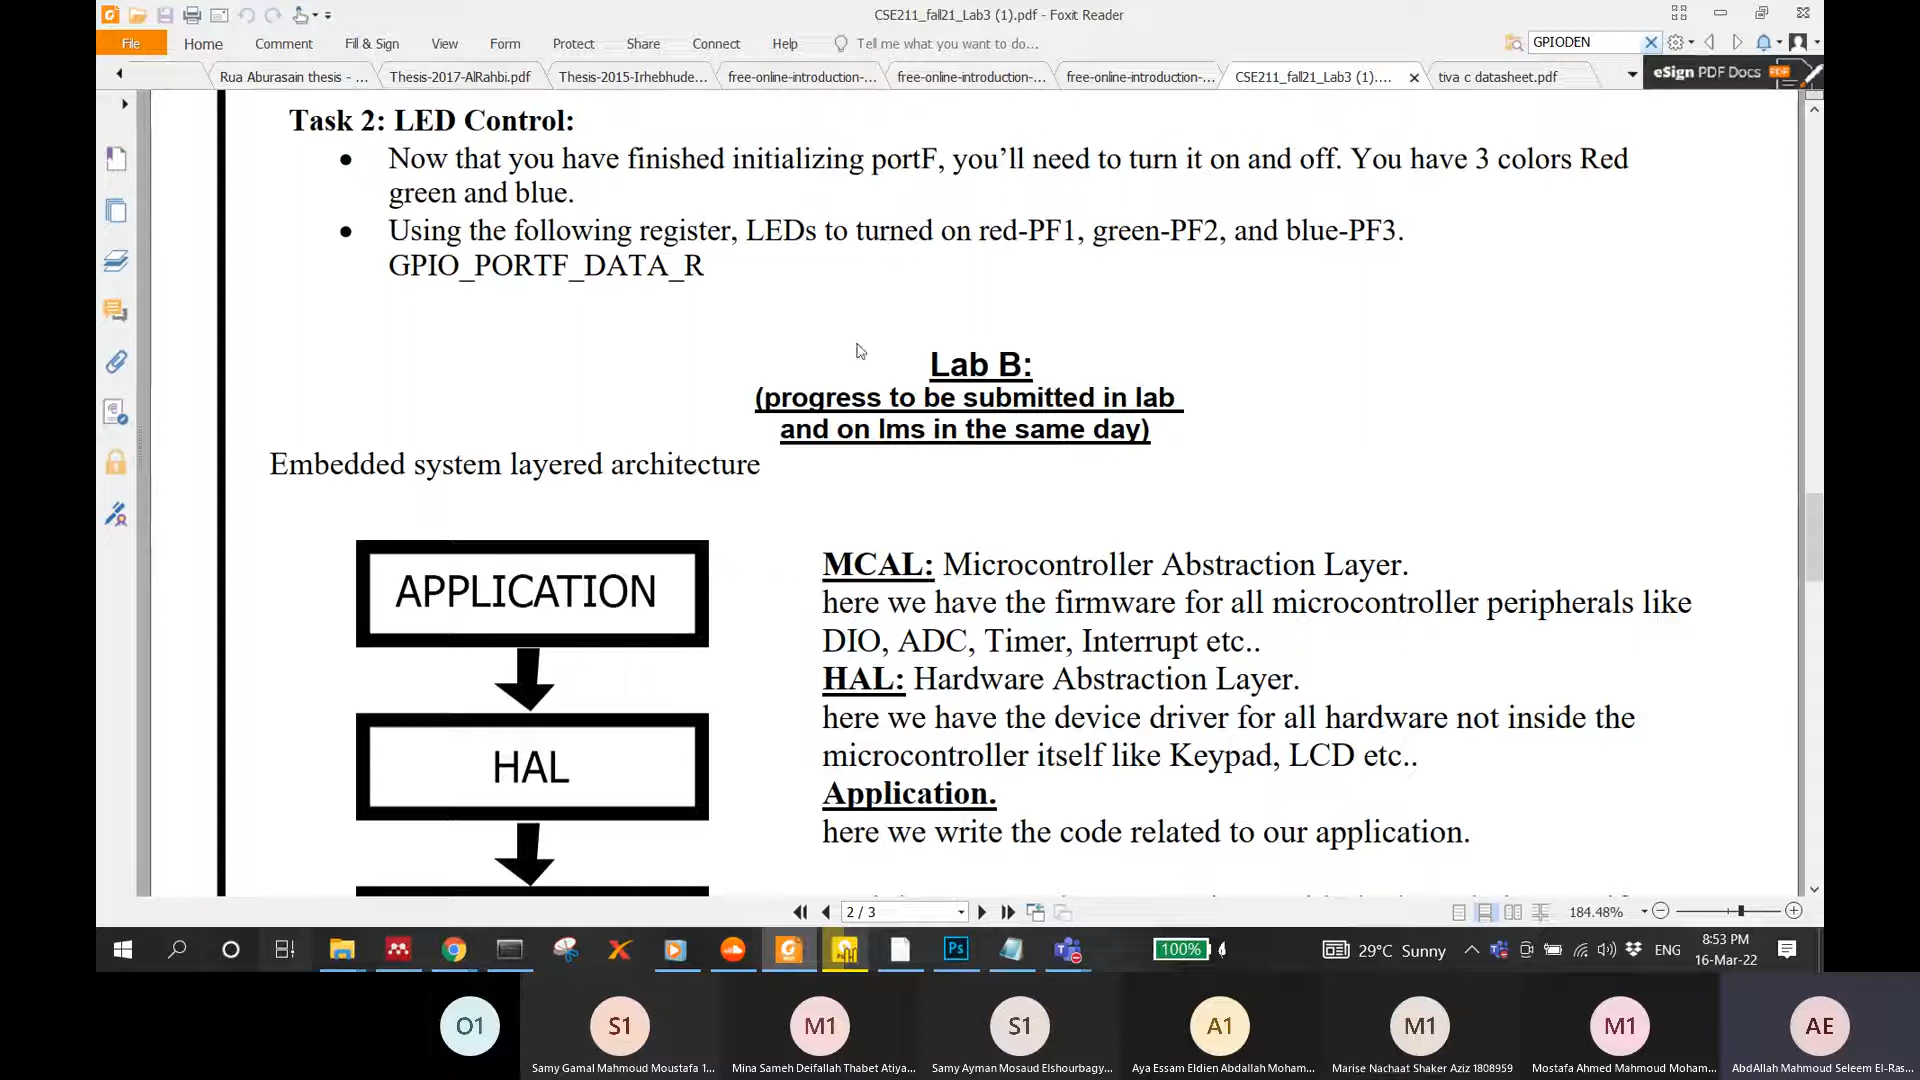 CSE211_fall21_Lab3 (1).pdf - Foxit Reader
File Home Comment Fill & Sign View Form Protect Share Connect Help Tell me what you want to do... GPIODEN
Rua Aburasain thesis - ... Thesis-2017-AlRahbi.pdf Thesis-2015-Irhebhude... free-online-introduction-... free-online-introduction-... free-online-introduction-... CSE211_fall21_Lab3 (1).... tiva c datasheet.pdf eSign PDF Docs
Task 2: LED Control:
• Now that you have finished initializing portF, you’ll need to turn it on and off. You have 3 colors Red
green and blue.
• Using the following register, LEDs to turned on red-PF1, green-PF2, and blue-PF3.
GPIO_PORTF_DATA_R
Lab B:
(progress to be submitted in lab
and on lms in the same day)
Embedded system layered architecture
APPLICATION
HAL
MCAL: Microcontroller Abstraction Layer.
here we have the firmware for all microcontroller peripherals like
DIO, ADC, Timer, Interrupt etc..
HAL: Hardware Abstraction Layer.
here we have the device driver for all hardware not inside the
microcontroller itself like Keypad, LCD etc..
Application.
here we write the code related to our application.
2 / 3 184.48%
100% 29°C Sunny ENG 8:53 PM
16-Mar-22
O1 S1 M1 S1 A1 M1 M1 AE
Samy Gamal Mahmoud Moustafa 1... Mina Sameh Deifallah Thabet Atiya... Samy Ayman Mosaud Elshourbagy... Aya Essam Eldien Abdallah Moham... Marise Nachaat Shaker Aziz 1808959 Mostafa Ahmed Mahmoud Moham... AbdAllah Mahmoud Seleem El-Ras...